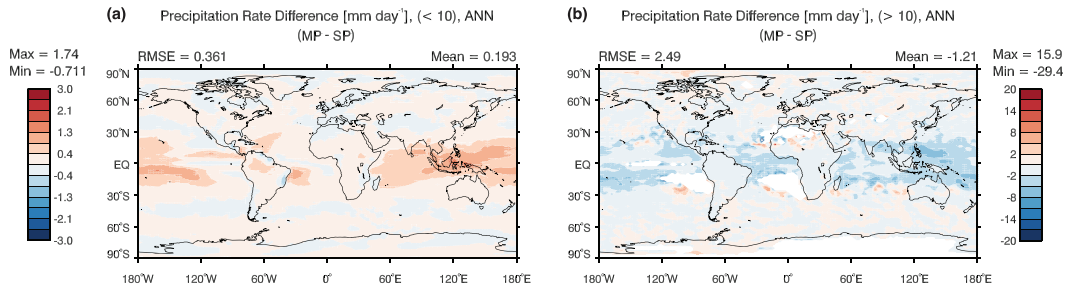 (a) Precipitation Rate Difference [mm day⁻¹], (< 10), ANN
(MP - SP)
Max = 1.74
Min = -0.711
RMSE = 0.361 Mean = 0.193
3.0
2.1
1.3
0.4
-0.4
-1.3
-2.1
-3.0
90°N
60°N
30°N
EQ
30°S
60°S
90°S
180°W 120°W 60°W 0° 60°E 120°E 180°E
(b) Precipitation Rate Difference [mm day⁻¹], (> 10), ANN
(MP - SP)
RMSE = 2.49 Mean = -1.21
Max = 15.9
Min = -29.4
90°N
60°N
30°N
EQ
30°S
60°S
90°S
180°W 120°W 60°W 0° 60°E 120°E 180°E
20
14
8
2
-2
-8
-14
-20